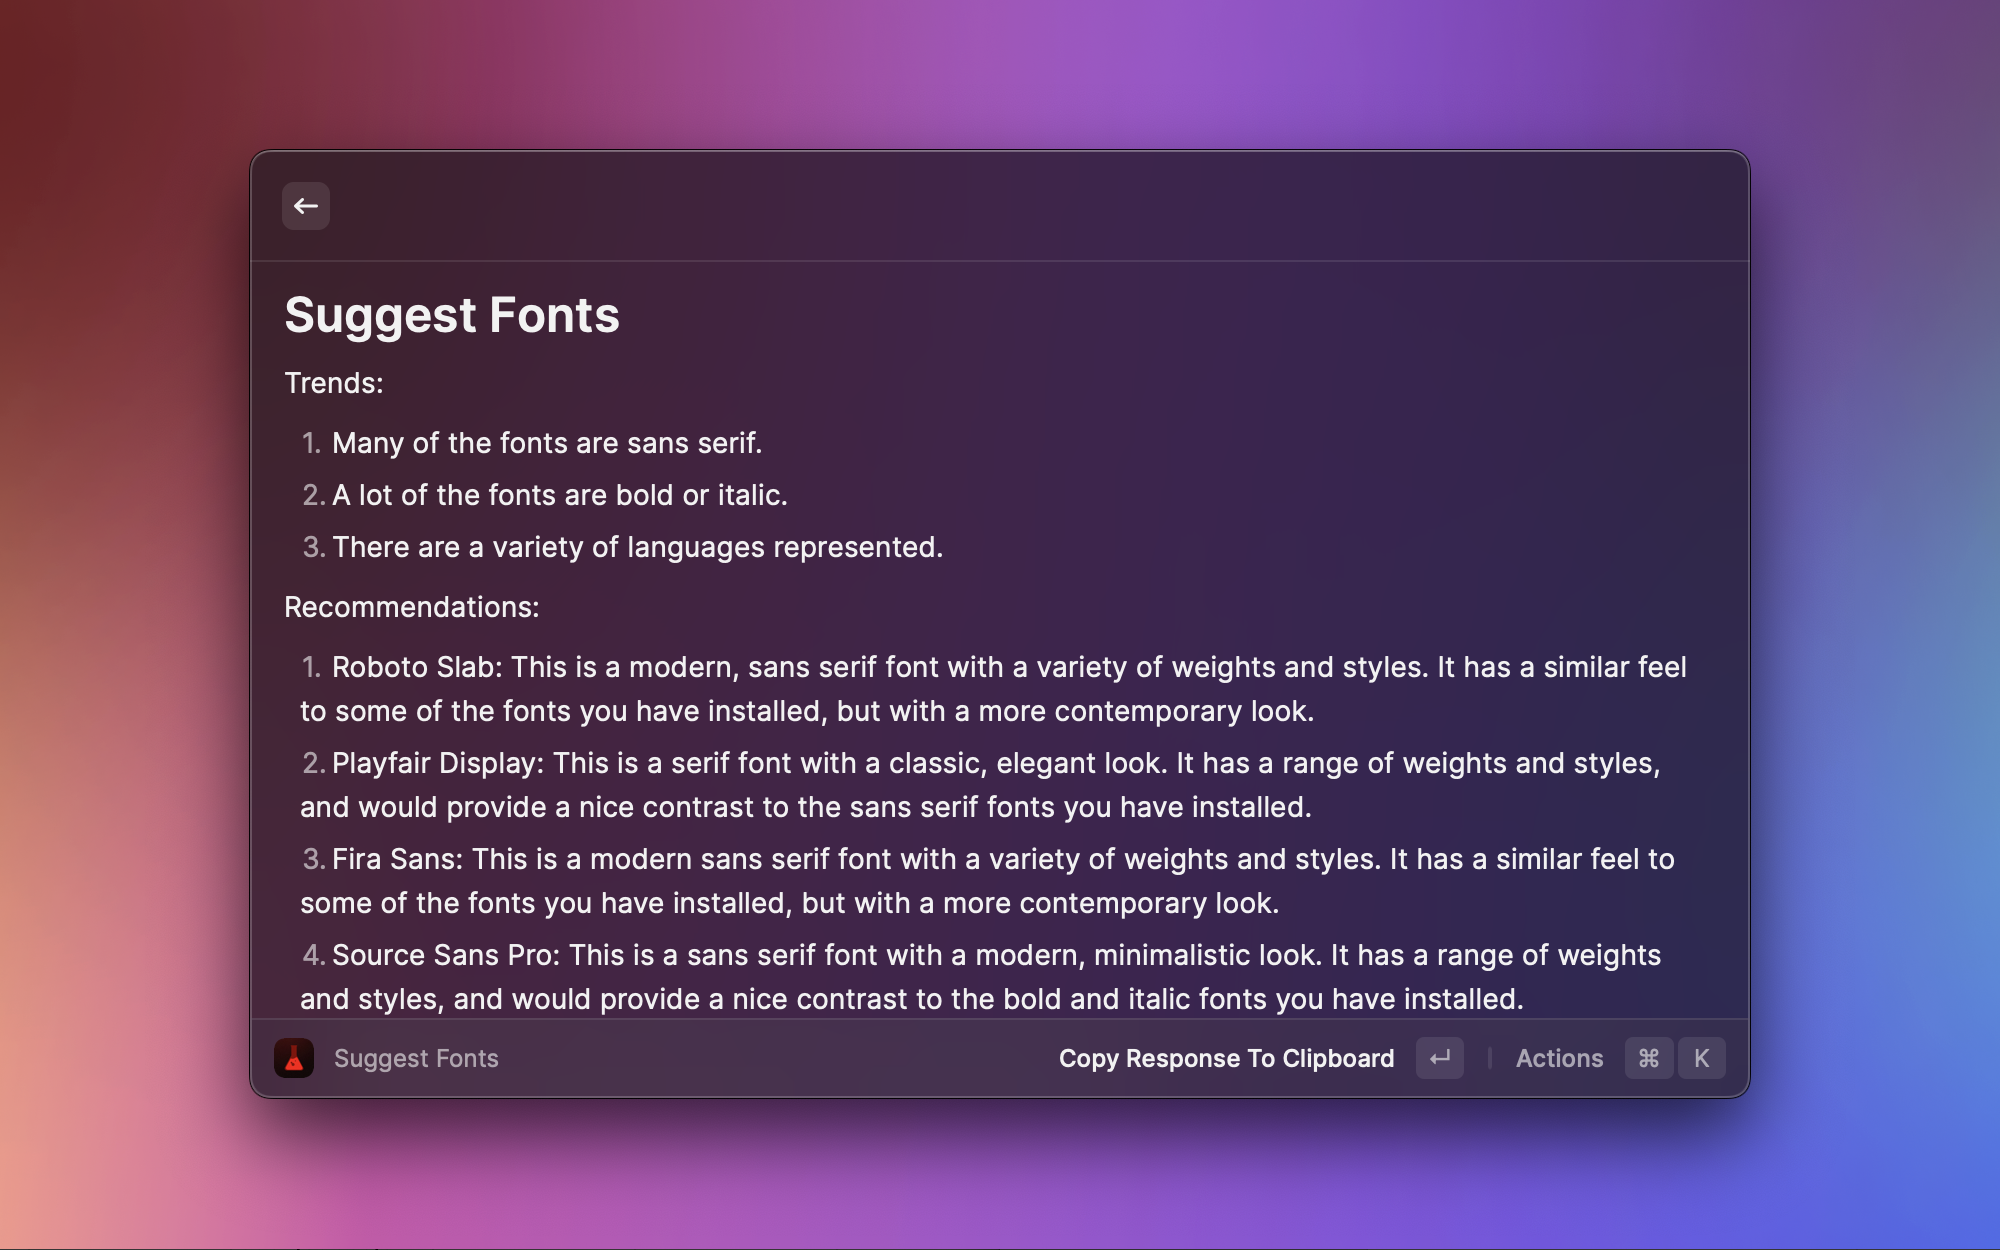 Suggest Fonts
Trends:
1. Many of the fonts are sans serif.
2. A lot of the fonts are bold or italic.
3. There are a variety of languages represented.
Recommendations:
1. Roboto Slab: This is a modern, sans serif font with a variety of weights and styles. It has a similar feel
to some of the fonts you have installed, but with a more contemporary look.
2. Playfair Display: This is a serif font with a classic, elegant look. It has a range of weights and styles,
and would provide a nice contrast to the sans serif fonts you have installed.
3. Fira Sans: This is a modern sans serif font with a variety of weights and styles. It has a similar feel to
some of the fonts you have installed, but with a more contemporary look.
4. Source Sans Pro: This is a sans serif font with a modern, minimalistic look. It has a range of weights
and styles, and would provide a nice contrast to the bold and italic fonts you have installed.
Suggest Fonts Copy Response To Clipboard ↵ Actions ⌘ K